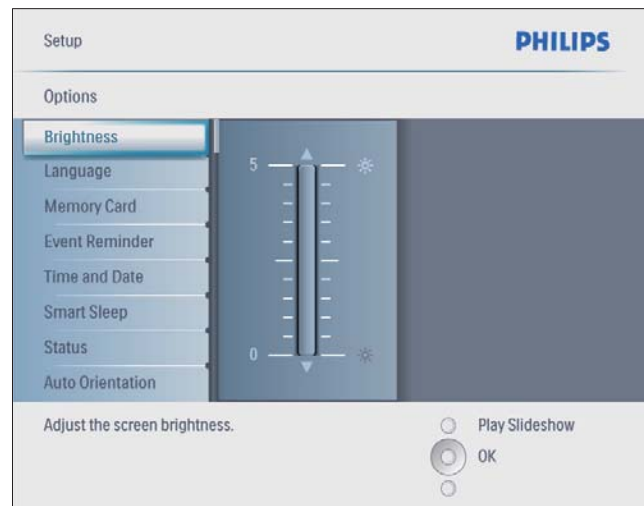 Setup
PHILIPS
Options
Brightness
Language
Memory Card
Event Reminder
Time and Date
Smart Sleep
Status
Auto Orientation
5
0
Adjust the screen brightness.
Play Slideshow
OK